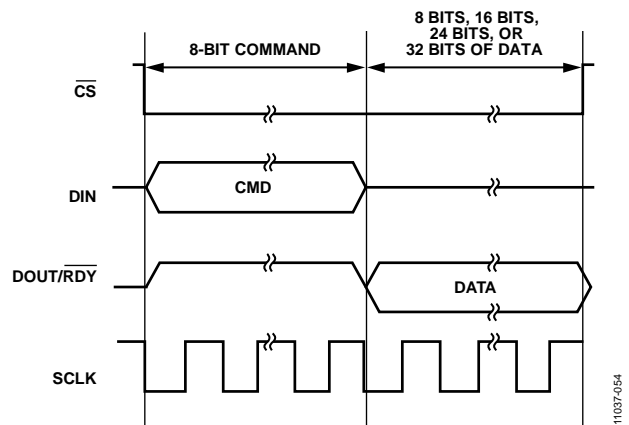 8 BITS, 16 BITS,
24 BITS, OR
32 BITS OF DATA
8-BIT COMMAND
CS
DIN
CMD
DOUT/RDY
DATA
SCLK
11037-054